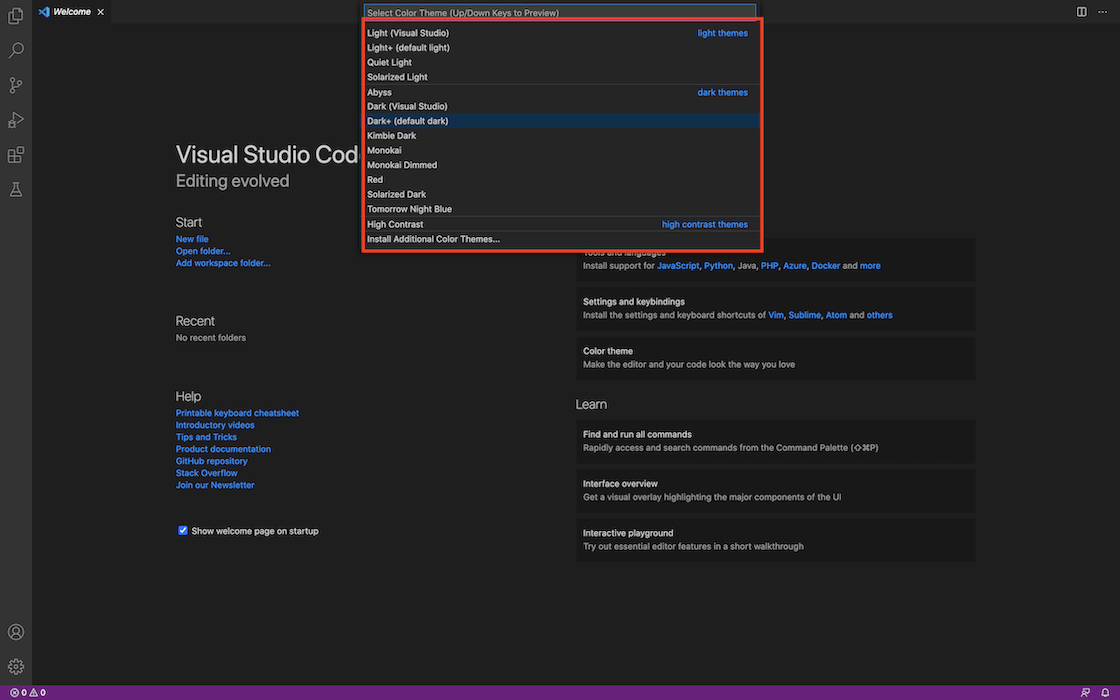 Welcome
Select Color Theme (Up/Down Keys to Preview)
Light (Visual Studio) light themes
Light+ (default light)
Quiet Light
Solarized Light
Abyss dark themes
Dark (Visual Studio)
Dark+ (default dark)
Kimbie Dark
Monokai
Monokai Dimmed
Red
Solarized Dark
Tomorrow Night Blue
High Contrast high contrast themes
Install Additional Color Themes...
Visual Studio Cod
Editing evolved
Start
New file
Open folder...
Add workspace folder...
Recent
No recent folders
Help
Printable keyboard cheatsheet
Introductory videos
Tips and Tricks
Product documentation
GitHub repository
Stack Overflow
Join our Newsletter
Show welcome page on startup
Tools and languages
Install support for JavaScript, Python, Java, PHP, Azure, Docker and more
Settings and keybindings
Install the settings and keyboard shortcuts of Vim, Sublime, Atom and others
Color theme
Make the editor and your code look the way you love
Learn
Find and run all commands
Rapidly access and search commands from the Command Palette (⇧⌘P)
Interface overview
Get a visual overlay highlighting the major components of the UI
Interactive playground
Try out essential editor features in a short walkthrough
0 0